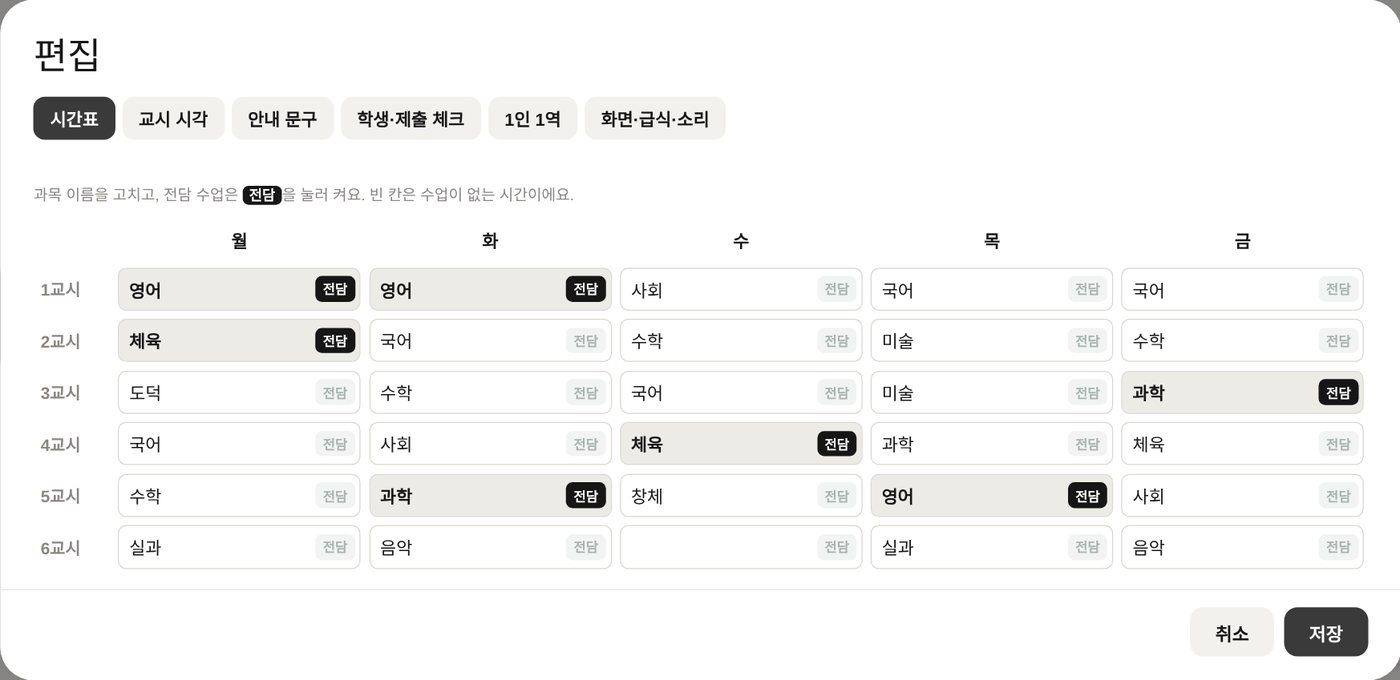 편집
시간표 교시 시각 안내 문구 학생·제출 체크 1인 1역 화면·급식·소리
과목 이름을 고치고, 전담 수업은 전담을 눌러 켜요. 빈 칸은 수업이 없는 시간이에요.
월 화 수 목 금
1교시 영어 전담 영어 전담 사회 전담 국어 전담 국어 전담
2교시 체육 전담 국어 전담 수학 전담 미술 전담 수학 전담
3교시 도덕 전담 수학 전담 국어 전담 미술 전담 과학 전담
4교시 국어 전담 사회 전담 체육 전담 과학 전담 체육 전담
5교시 수학 전담 과학 전담 창체 전담 영어 전담 사회 전담
6교시 실과 전담 음악 전담 전담 실과 전담 음악 전담
취소 저장